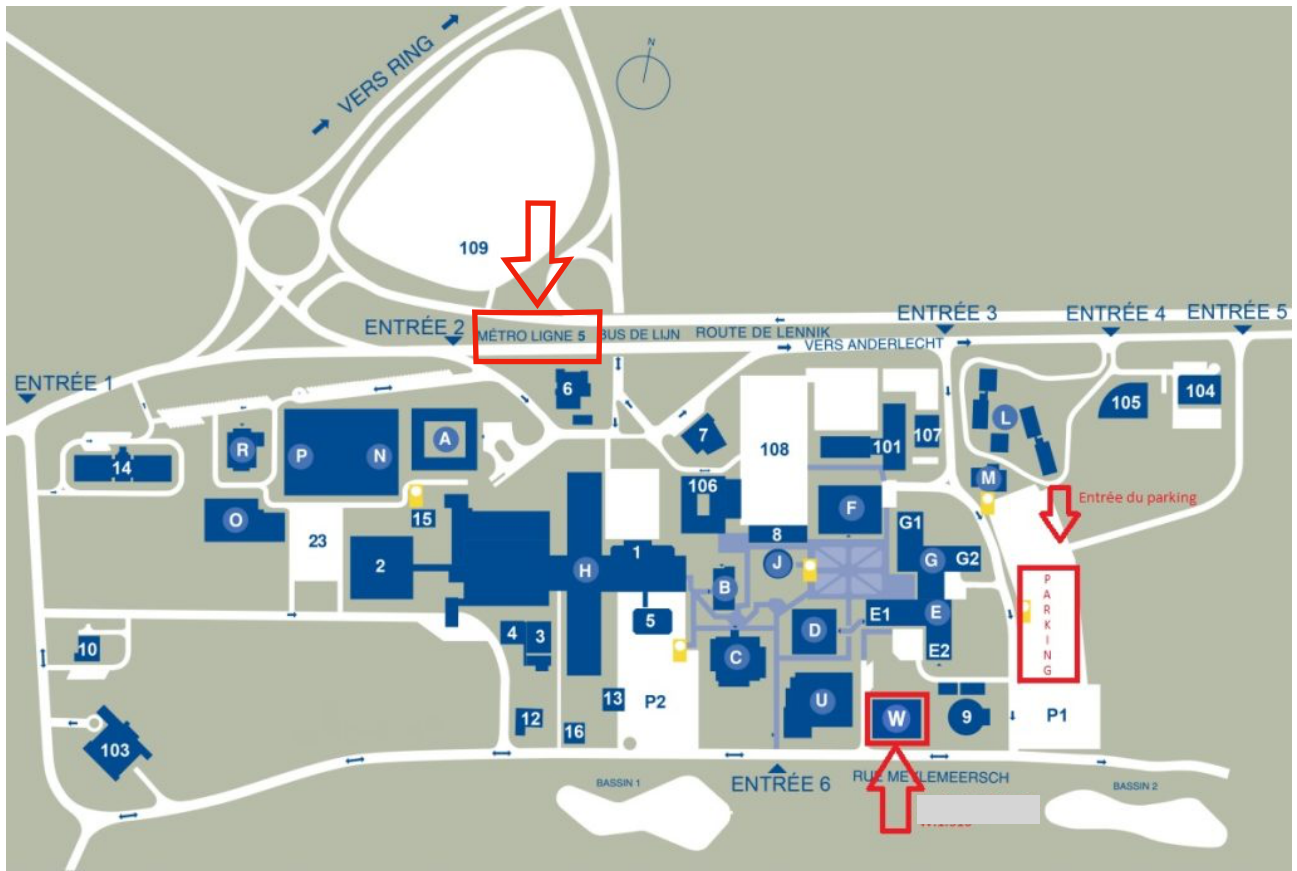 N
VERS RING
109
ENTRÉE 2
MÉTRO LIGNE 5
BUS DE LIJN
ROUTE DE LENNIK
ENTRÉE 3
ENTRÉE 4
ENTRÉE 5
VERS ANDERLECHT
ENTRÉE 1
6
104
105
A
R
P
N
7
108
101
107
L
14
M
Entrée du parking
106
15
O
F
23
8
G1
2
H
1
J
G
G2
B
PARKING
5
E1
E
4
3
D
10
C
E2
13
P2
U
W
9
P1
12
16
103
RUE MEYLEMEERSCH
BASSIN 1
ENTRÉE 6
BASSIN 2